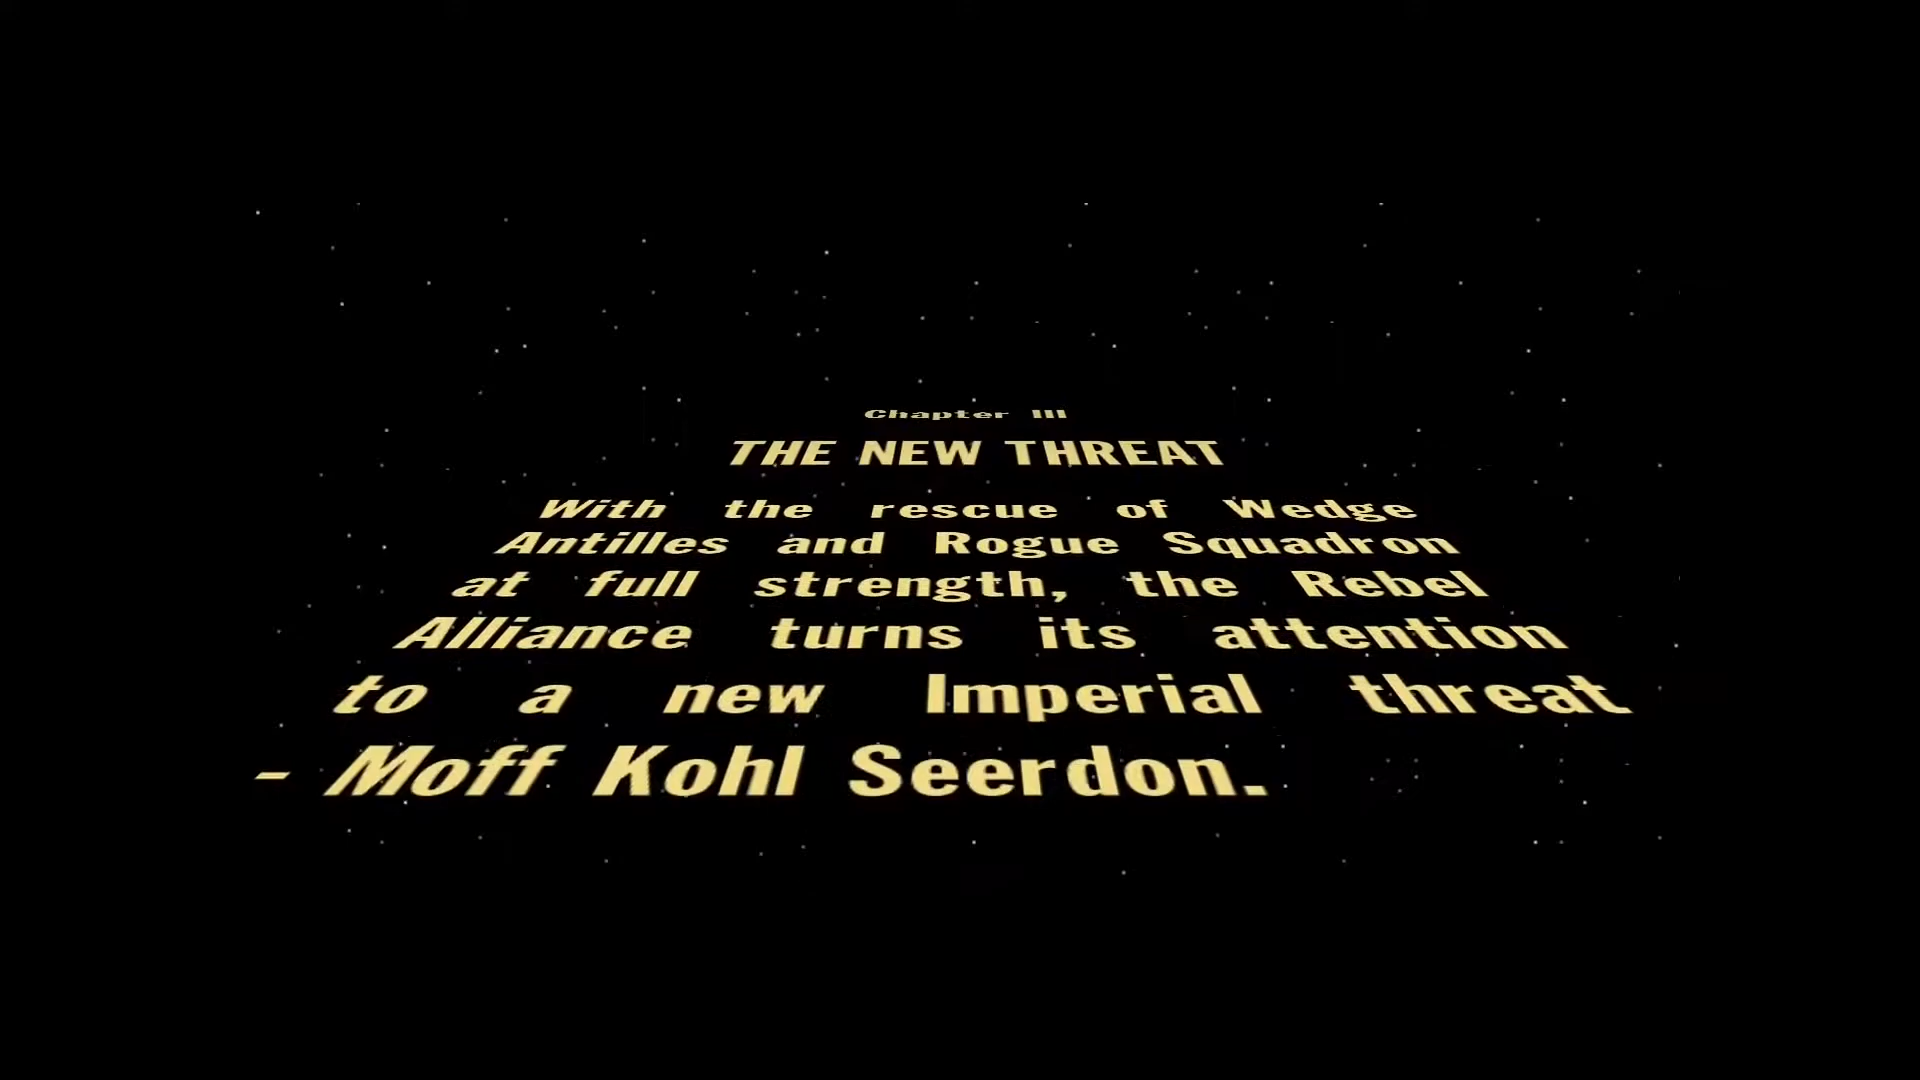 Chapter III
THE NEW THREAT
With the rescue of Wedge
Antilles and Rogue Squadron
at full strength, the Rebel
Alliance turns its attention
to a new Imperial threat
- Moff Kohl Seerdon.